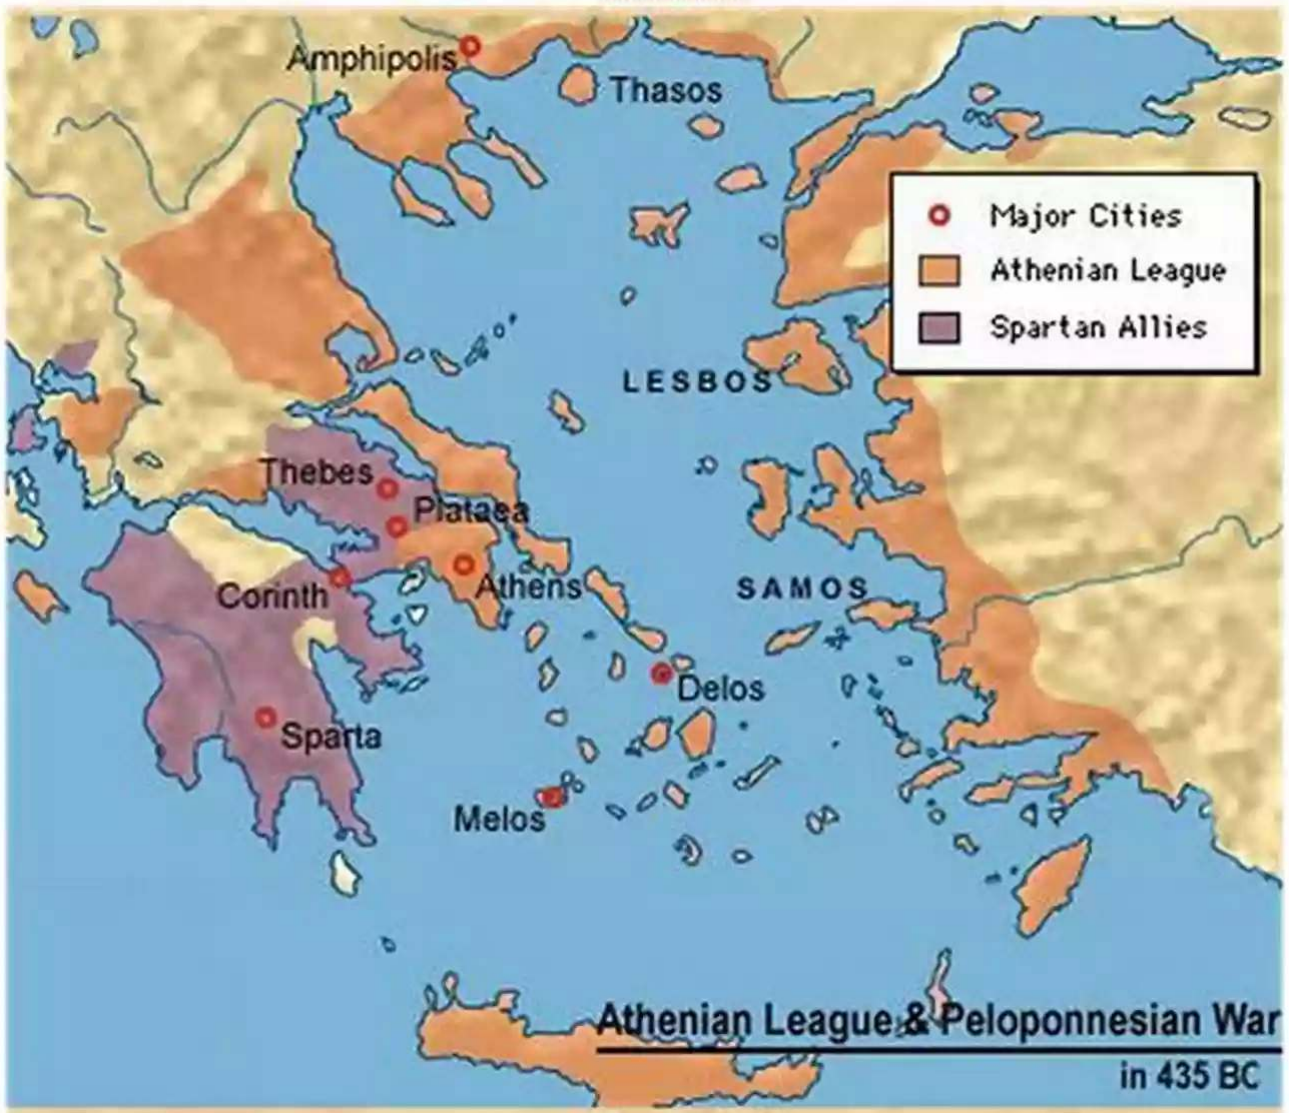 Amphipolis
Thasos
Major Cities
Athenian League
Spartan Allies
LESBOS
Thebes
Plataea
Athens
Corinth
SAMOS
Delos
Sparta
Melos
Athenian League & Peloponnesian War
in 435 BC